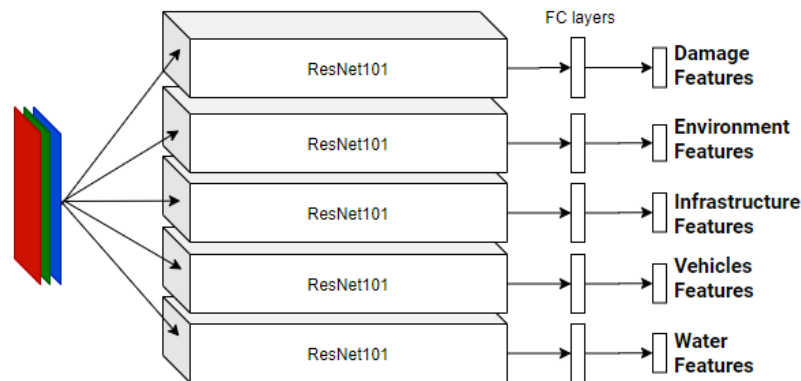 FC layers
ResNet101
Damage
Features
ResNet101
Environment
Features
ResNet101
Infrastructure
Features
ResNet101
Vehicles
Features
ResNet101
Water
Features